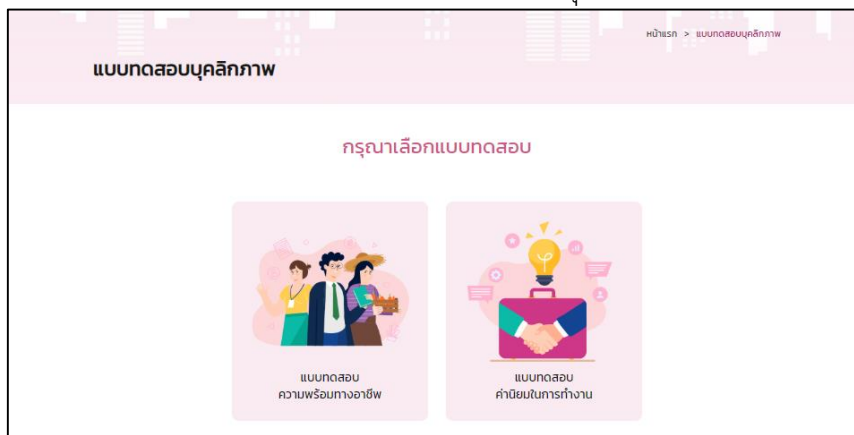 หน้าแรก > แบบทดสอบบุคลิกภาพ
แบบทดสอบบุคลิกภาพ
กรุณาเลือกแบบทดสอบ
แบบทดสอบ
ความพร้อมทางอาชีพ
แบบทดสอบ
ค่านิยมในการทำงาน